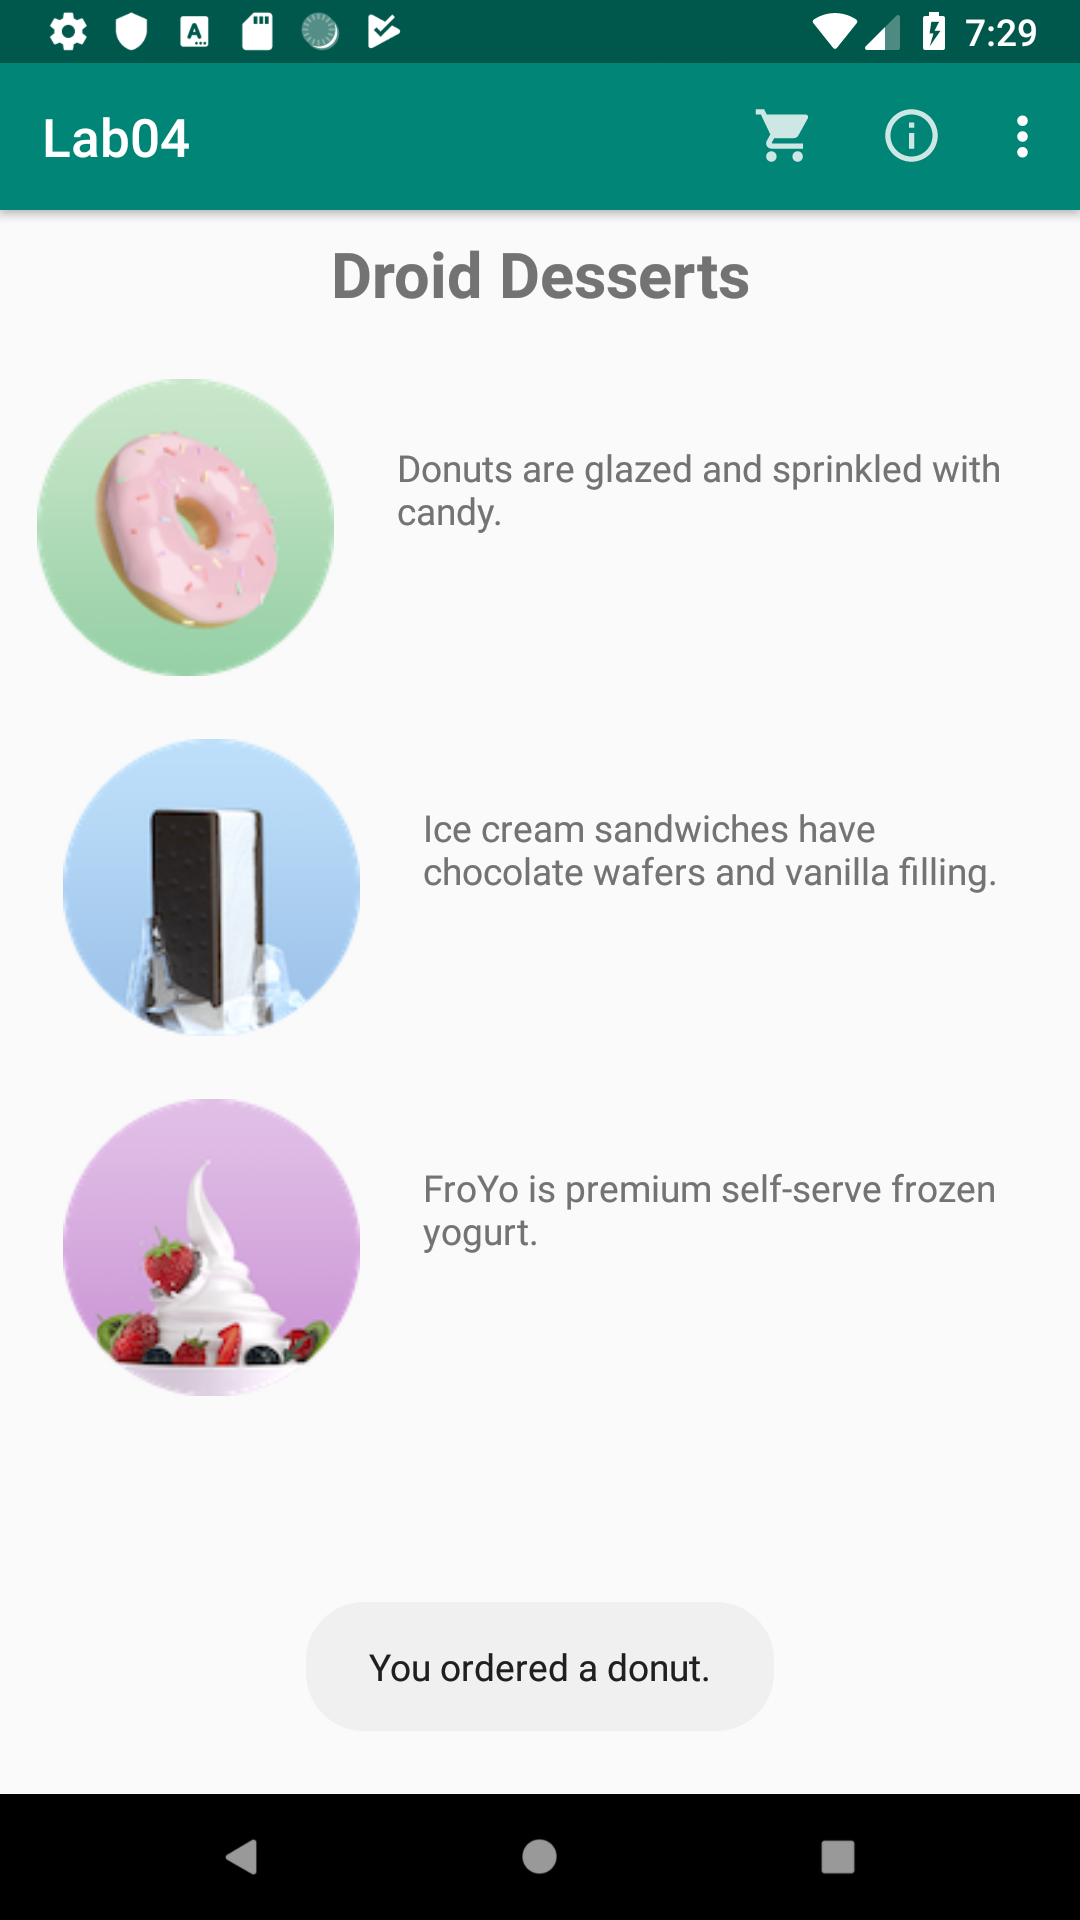 7:29
Lab04
Droid Desserts
Donuts are glazed and sprinkled with
candy.
Ice cream sandwiches have
chocolate wafers and vanilla filling.
FroYo is premium self-serve frozen
yogurt.
You ordered a donut.